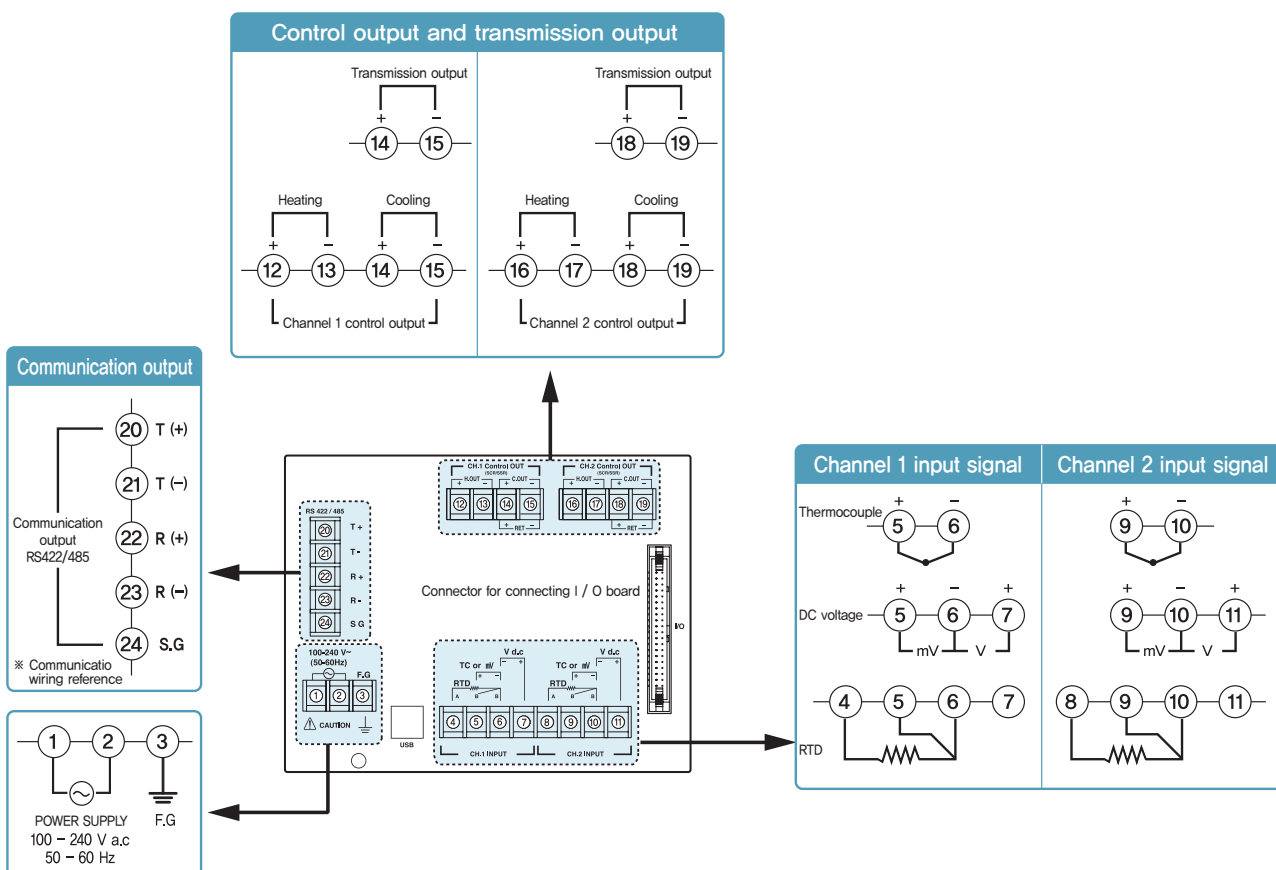 Control output and transmission output
Transmission output
+ −
14 15
Heating Cooling
+ − + −
12 13 14 15
Channel 1 control output
Transmission output
+ −
18 19
Heating Cooling
+ − + −
16 17 18 19
Channel 2 control output
Communication output
20 T (+)
21 T (−)
22 R (+)
23 R (−)
24 S.G
Communication
output
RS422/485
※ Communicatio
wiring reference
1 2 3
POWER SUPPLY
100 - 240 V a.c
50 - 60 Hz
F.G
CH.1 Control OUT
(SCR/SSR)
+ H.OUT − + C.OUT −
12 13 14 15
+ RET −
CH.2 Control OUT
(SCR/SSR)
+ H.OUT − + C.OUT −
16 17 18 19
+ RET −
RS 422 / 485
20 T +
21 T -
22 R +
23 R -
24 S G
Connector for connecting I / O board
I/O
100-240 V~
(50-60Hz)
F.G
1 2 3
CAUTION
USB
V d.c
− +
TC or mV
+ −
RTD
A B B
V d.c
− +
TC or mV
+ −
RTD
A B B
4 5 6 7 8 9 10 11
CH.1 INPUT CH.2 INPUT
Channel 1 input signal
Channel 2 input signal
Thermocouple
+ −
5 6
+ −
9 10
DC voltage
+ − +
5 6 7
mV V
+ − +
9 10 11
mV V
RTD
4 5 6 7
8 9 10 11